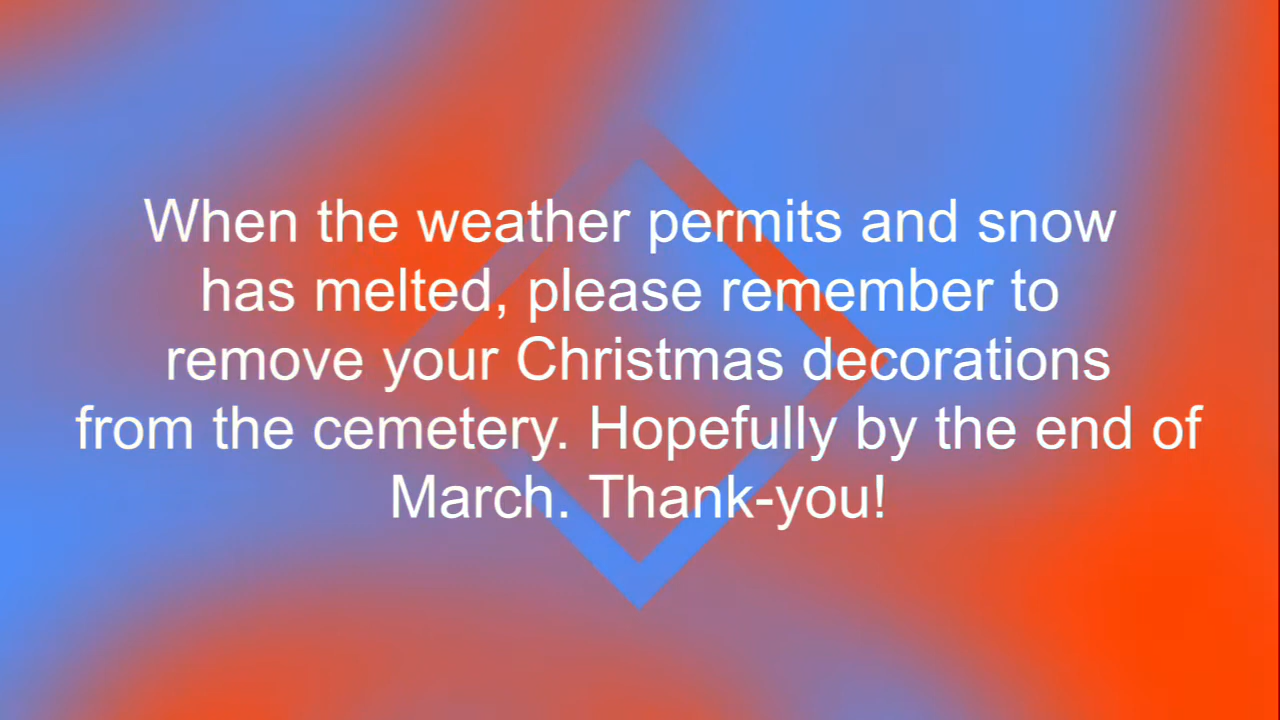 When the weather permits and snow
has melted, please remember to
remove your Christmas decorations
from the cemetery. Hopefully by the end of
March. Thank-you!